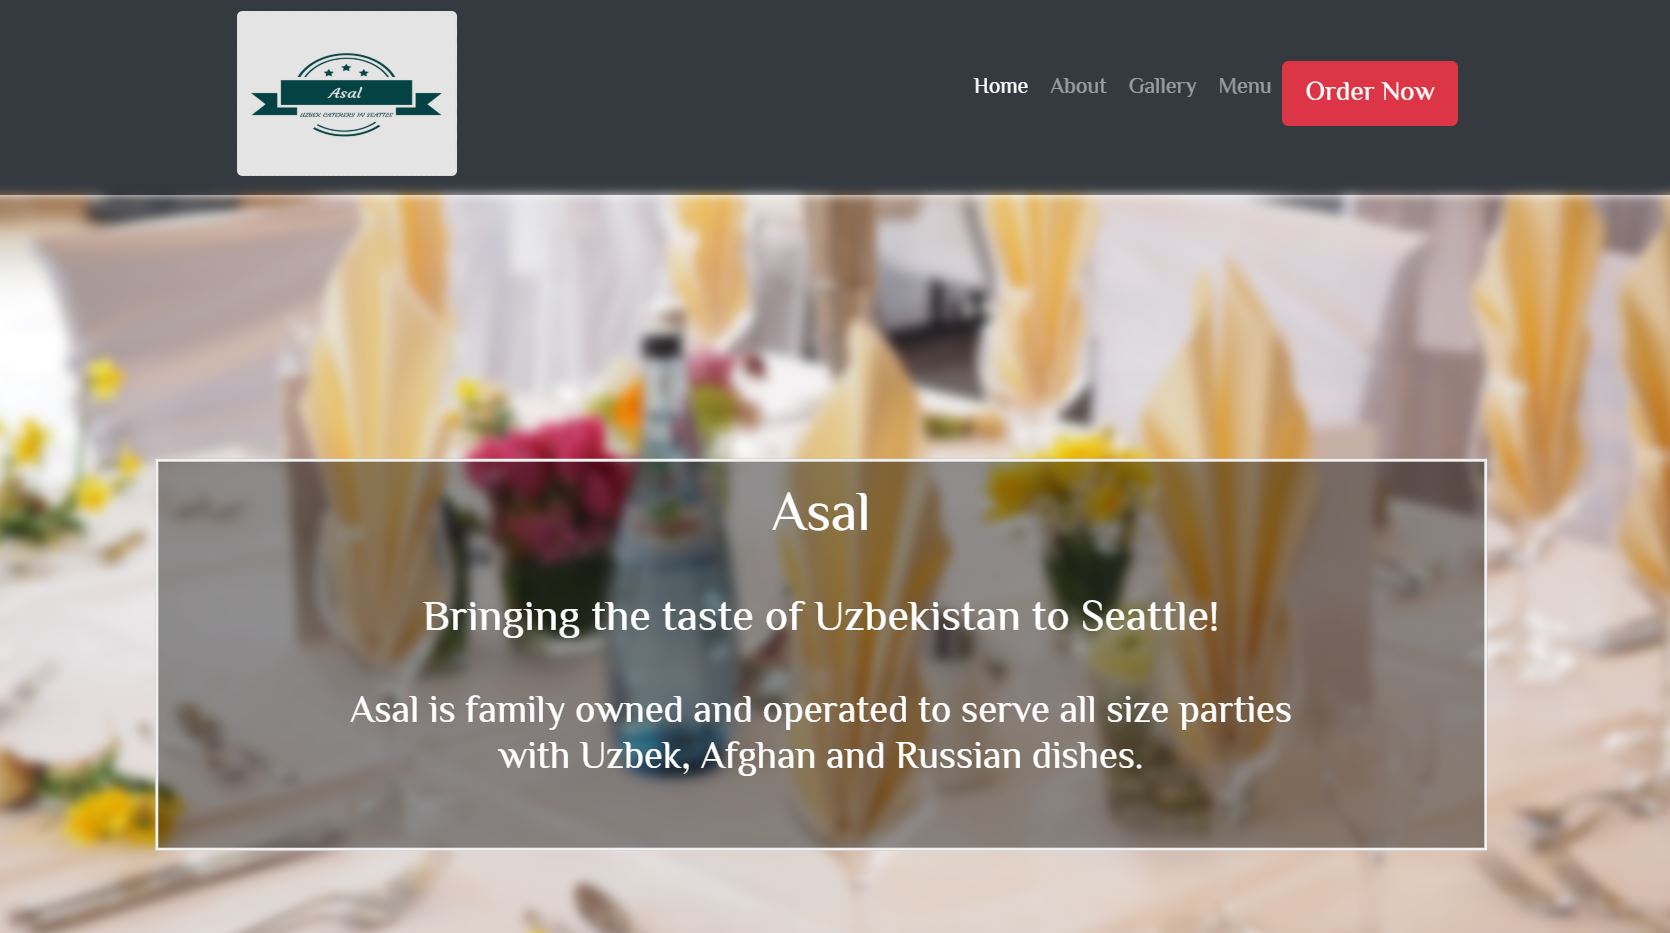 Asal
UZBEK CATERERS IN SEATTLE
Home About Gallery Menu Order Now
Asal
Bringing the taste of Uzbekistan to Seattle!
Asal is family owned and operated to serve all size parties
with Uzbek, Afghan and Russian dishes.